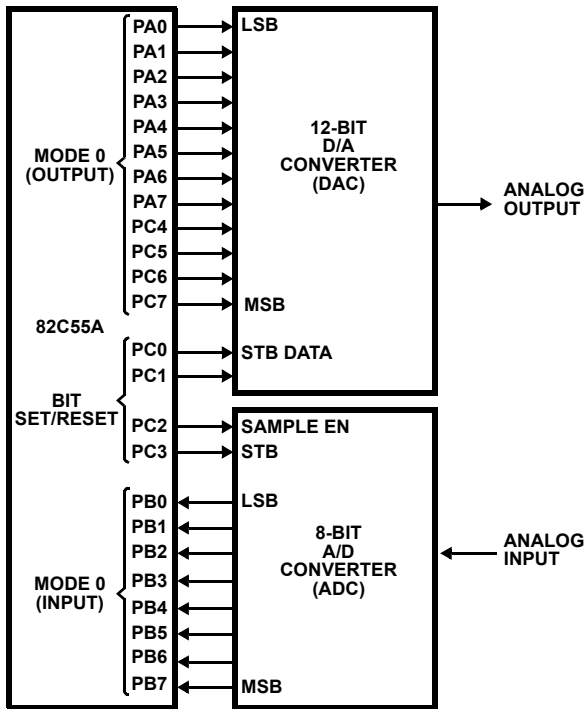 PA0
PA1
PA2
PA3
PA4
PA5
PA6
PA7
PC4
PC5
PC6
PC7
MODE 0
(OUTPUT)
82C55A
PC0
PC1
PC2
PC3
BIT
SET/RESET
PB0
PB1
PB2
PB3
PB4
PB5
PB6
PB7
MODE 0
(INPUT)
LSB
12-BIT
D/A
CONVERTER
(DAC)
MSB
STB DATA
ANALOG
OUTPUT
SAMPLE EN
STB
LSB
8-BIT
A/D
CONVERTER
(ADC)
MSB
ANALOG
INPUT